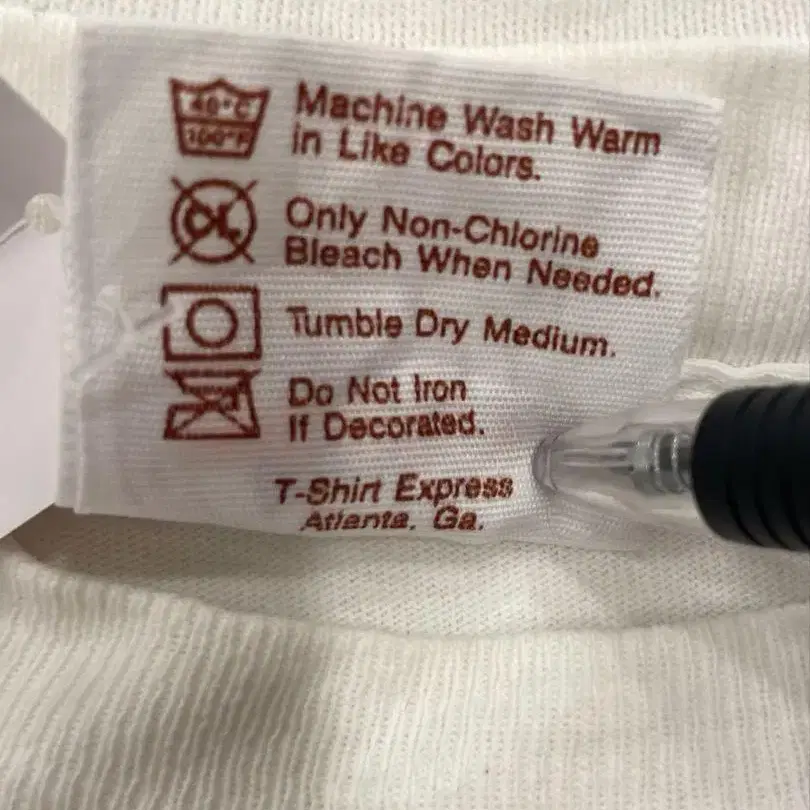 40°C
100°F
Machine Wash Warm
in Like Colors.
CL
Only Non-Chlorine
Bleach When Needed.
Tumble Dry Medium.
Do Not Iron
If Decorated.
T-Shirt Express
Atlanta, Ga.